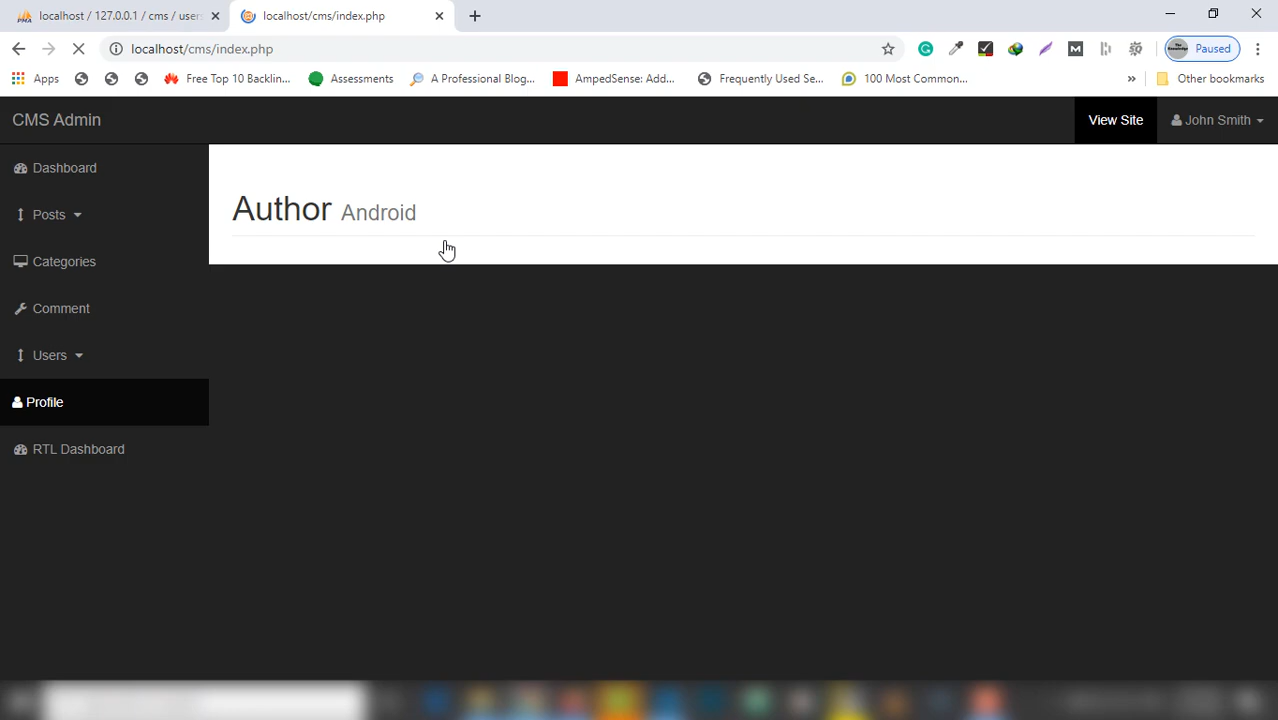 localhost / 127.0.0.1 / cms / users
localhost/cms/index.php
localhost/cms/index.php
Paused
Apps
Free Top 10 Backlin...
Assessments
A Professional Blog...
AmpedSense: Add...
Frequently Used Se...
100 Most Common...
»
Other bookmarks
CMS Admin
View Site
John Smith
Dashboard
Posts
Categories
Comment
Users
Profile
RTL Dashboard
Author Android